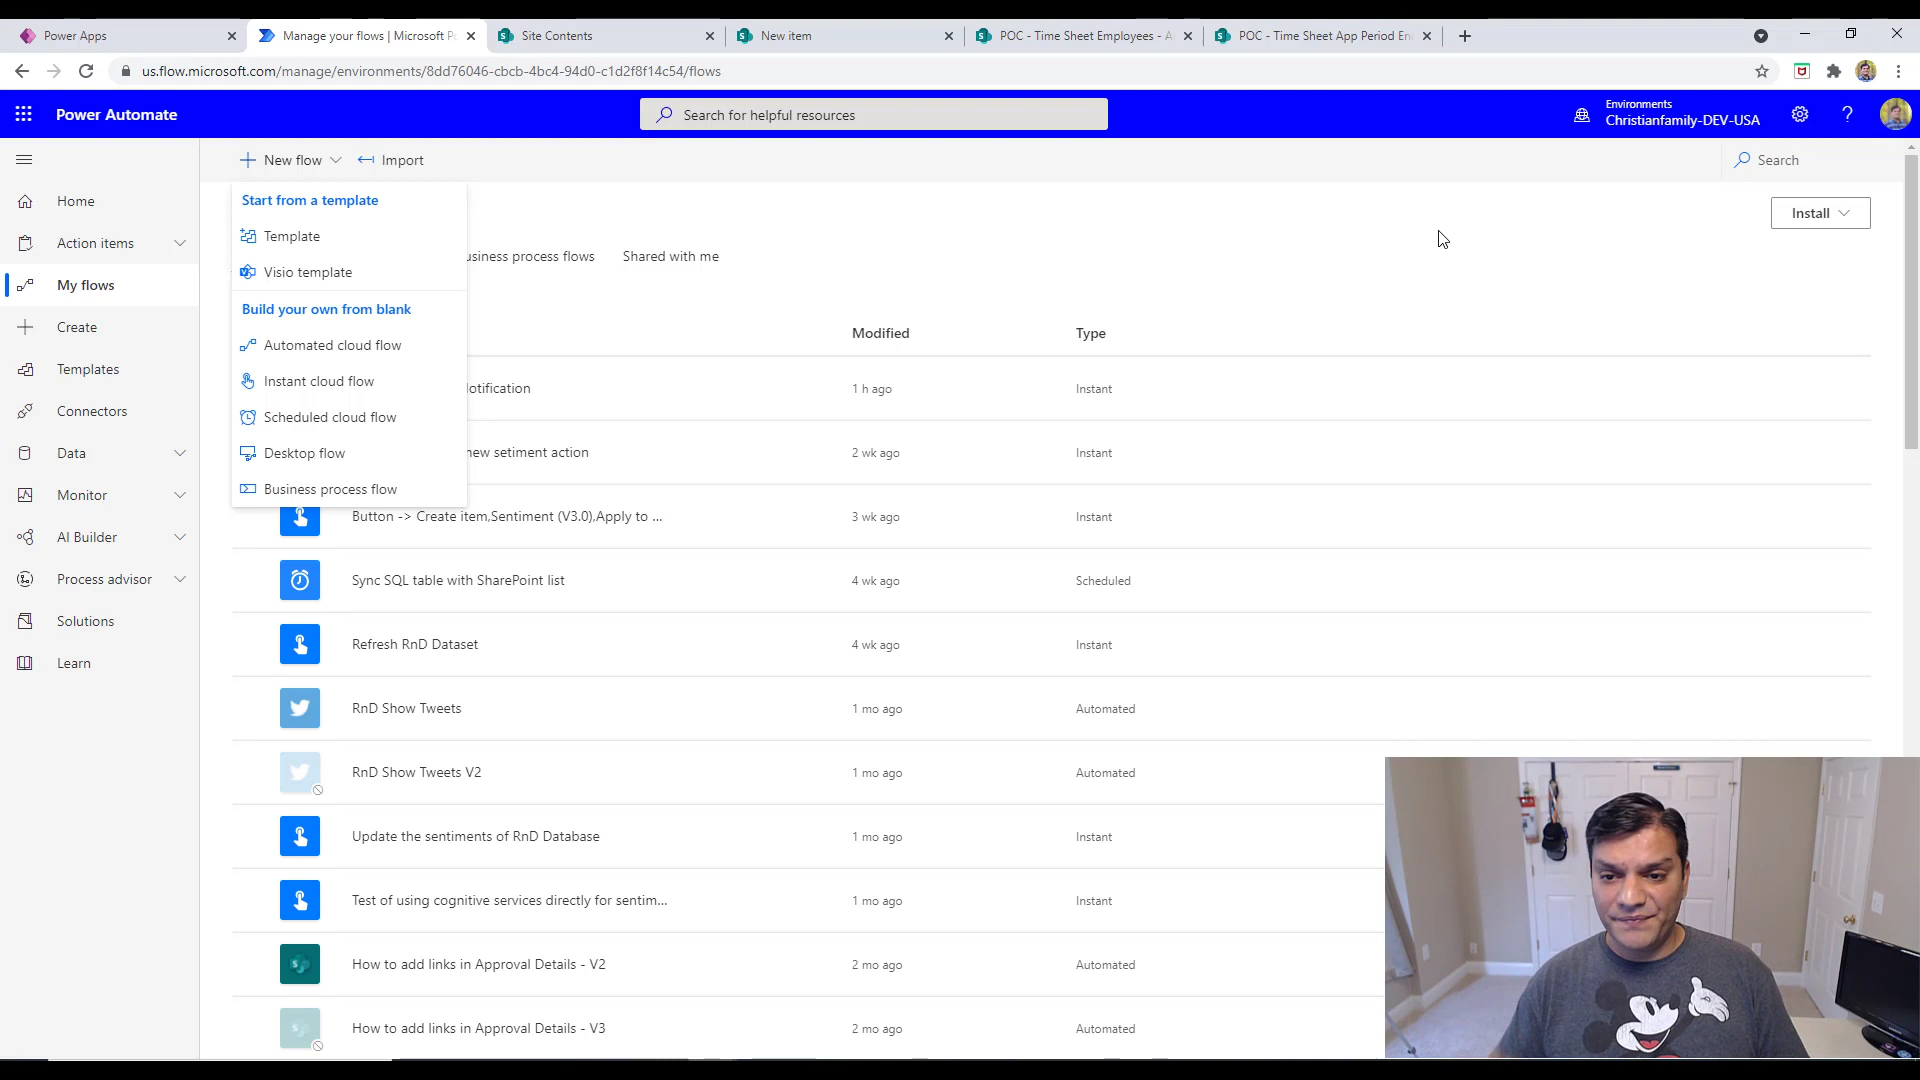 Power Apps
Manage your flows | Microsoft P
Site Contents
New item
POC - Time Sheet Employees - A
POC - Time Sheet App Period En
us.flow.microsoft.com/manage/environments/8dd76046-cbcb-4bc4-94d0-c1d2f8f14c54/flows
Power Automate
Search for helpful resources
Environments
Christianfamily-DEV-USA
New flow
Import
Search
Home
Action items
My flows
Create
Templates
Connectors
Data
Monitor
AI Builder
Process advisor
Solutions
Learn
Start from a template
Template
Visio template
Build your own from blank
Automated cloud flow
Instant cloud flow
Scheduled cloud flow
Desktop flow
Business process flow
Install
usiness process flows
Shared with me
Modified
Type
lotification
1 h ago
Instant
new setiment action
2 wk ago
Instant
Button -> Create item,Sentiment (V3.0),Apply to ...
3 wk ago
Instant
Sync SQL table with SharePoint list
4 wk ago
Scheduled
Refresh RnD Dataset
4 wk ago
Instant
RnD Show Tweets
1 mo ago
Automated
RnD Show Tweets V2
1 mo ago
Automated
Update the sentiments of RnD Database
1 mo ago
Instant
Test of using cognitive services directly for sentim...
1 mo ago
Instant
How to add links in Approval Details - V2
2 mo ago
Automated
How to add links in Approval Details - V3
2 mo ago
Automated